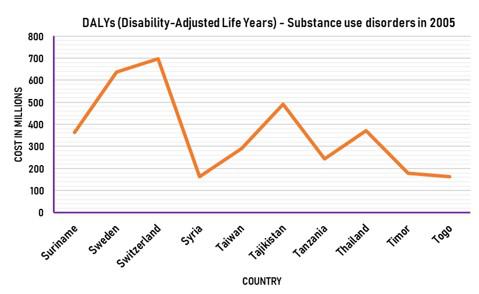 DALYs (Disability-Adjusted Life Years) - Substance use disorders in 2005
800
700
600
500
400
300
200
100
0
COST IN MILLIONS
Suriname
Sweden
Switzerland
Syria
Taiwan
Tajikistan
Tanzania
Thailand
Timor
Togo
COUNTRY